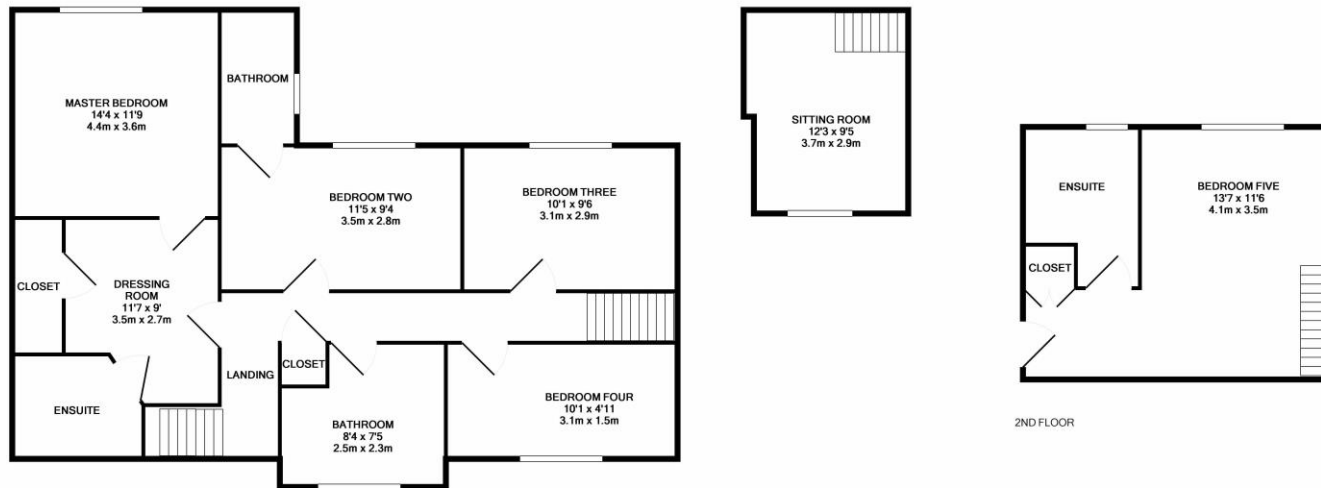 BATHROOM
MASTER BEDROOM
14'4 x 11'9
4.4m x 3.6m
BEDROOM TWO
11'5 x 9'4
3.5m x 2.8m
BEDROOM THREE
10'1 x 9'6
3.1m x 2.9m
CLOSET
DRESSING
ROOM
11'7 x 9'
3.5m x 2.7m
CLOSET
LANDING
ENSUITE
BATHROOM
8'4 x 7'5
2.5m x 2.3m
BEDROOM FOUR
10'1 x 4'11
3.1m x 1.5m
SITTING ROOM
12'3 x 9'5
3.7m x 2.9m
ENSUITE
BEDROOM FIVE
13'7 x 11'6
4.1m x 3.5m
CLOSET
2ND FLOOR